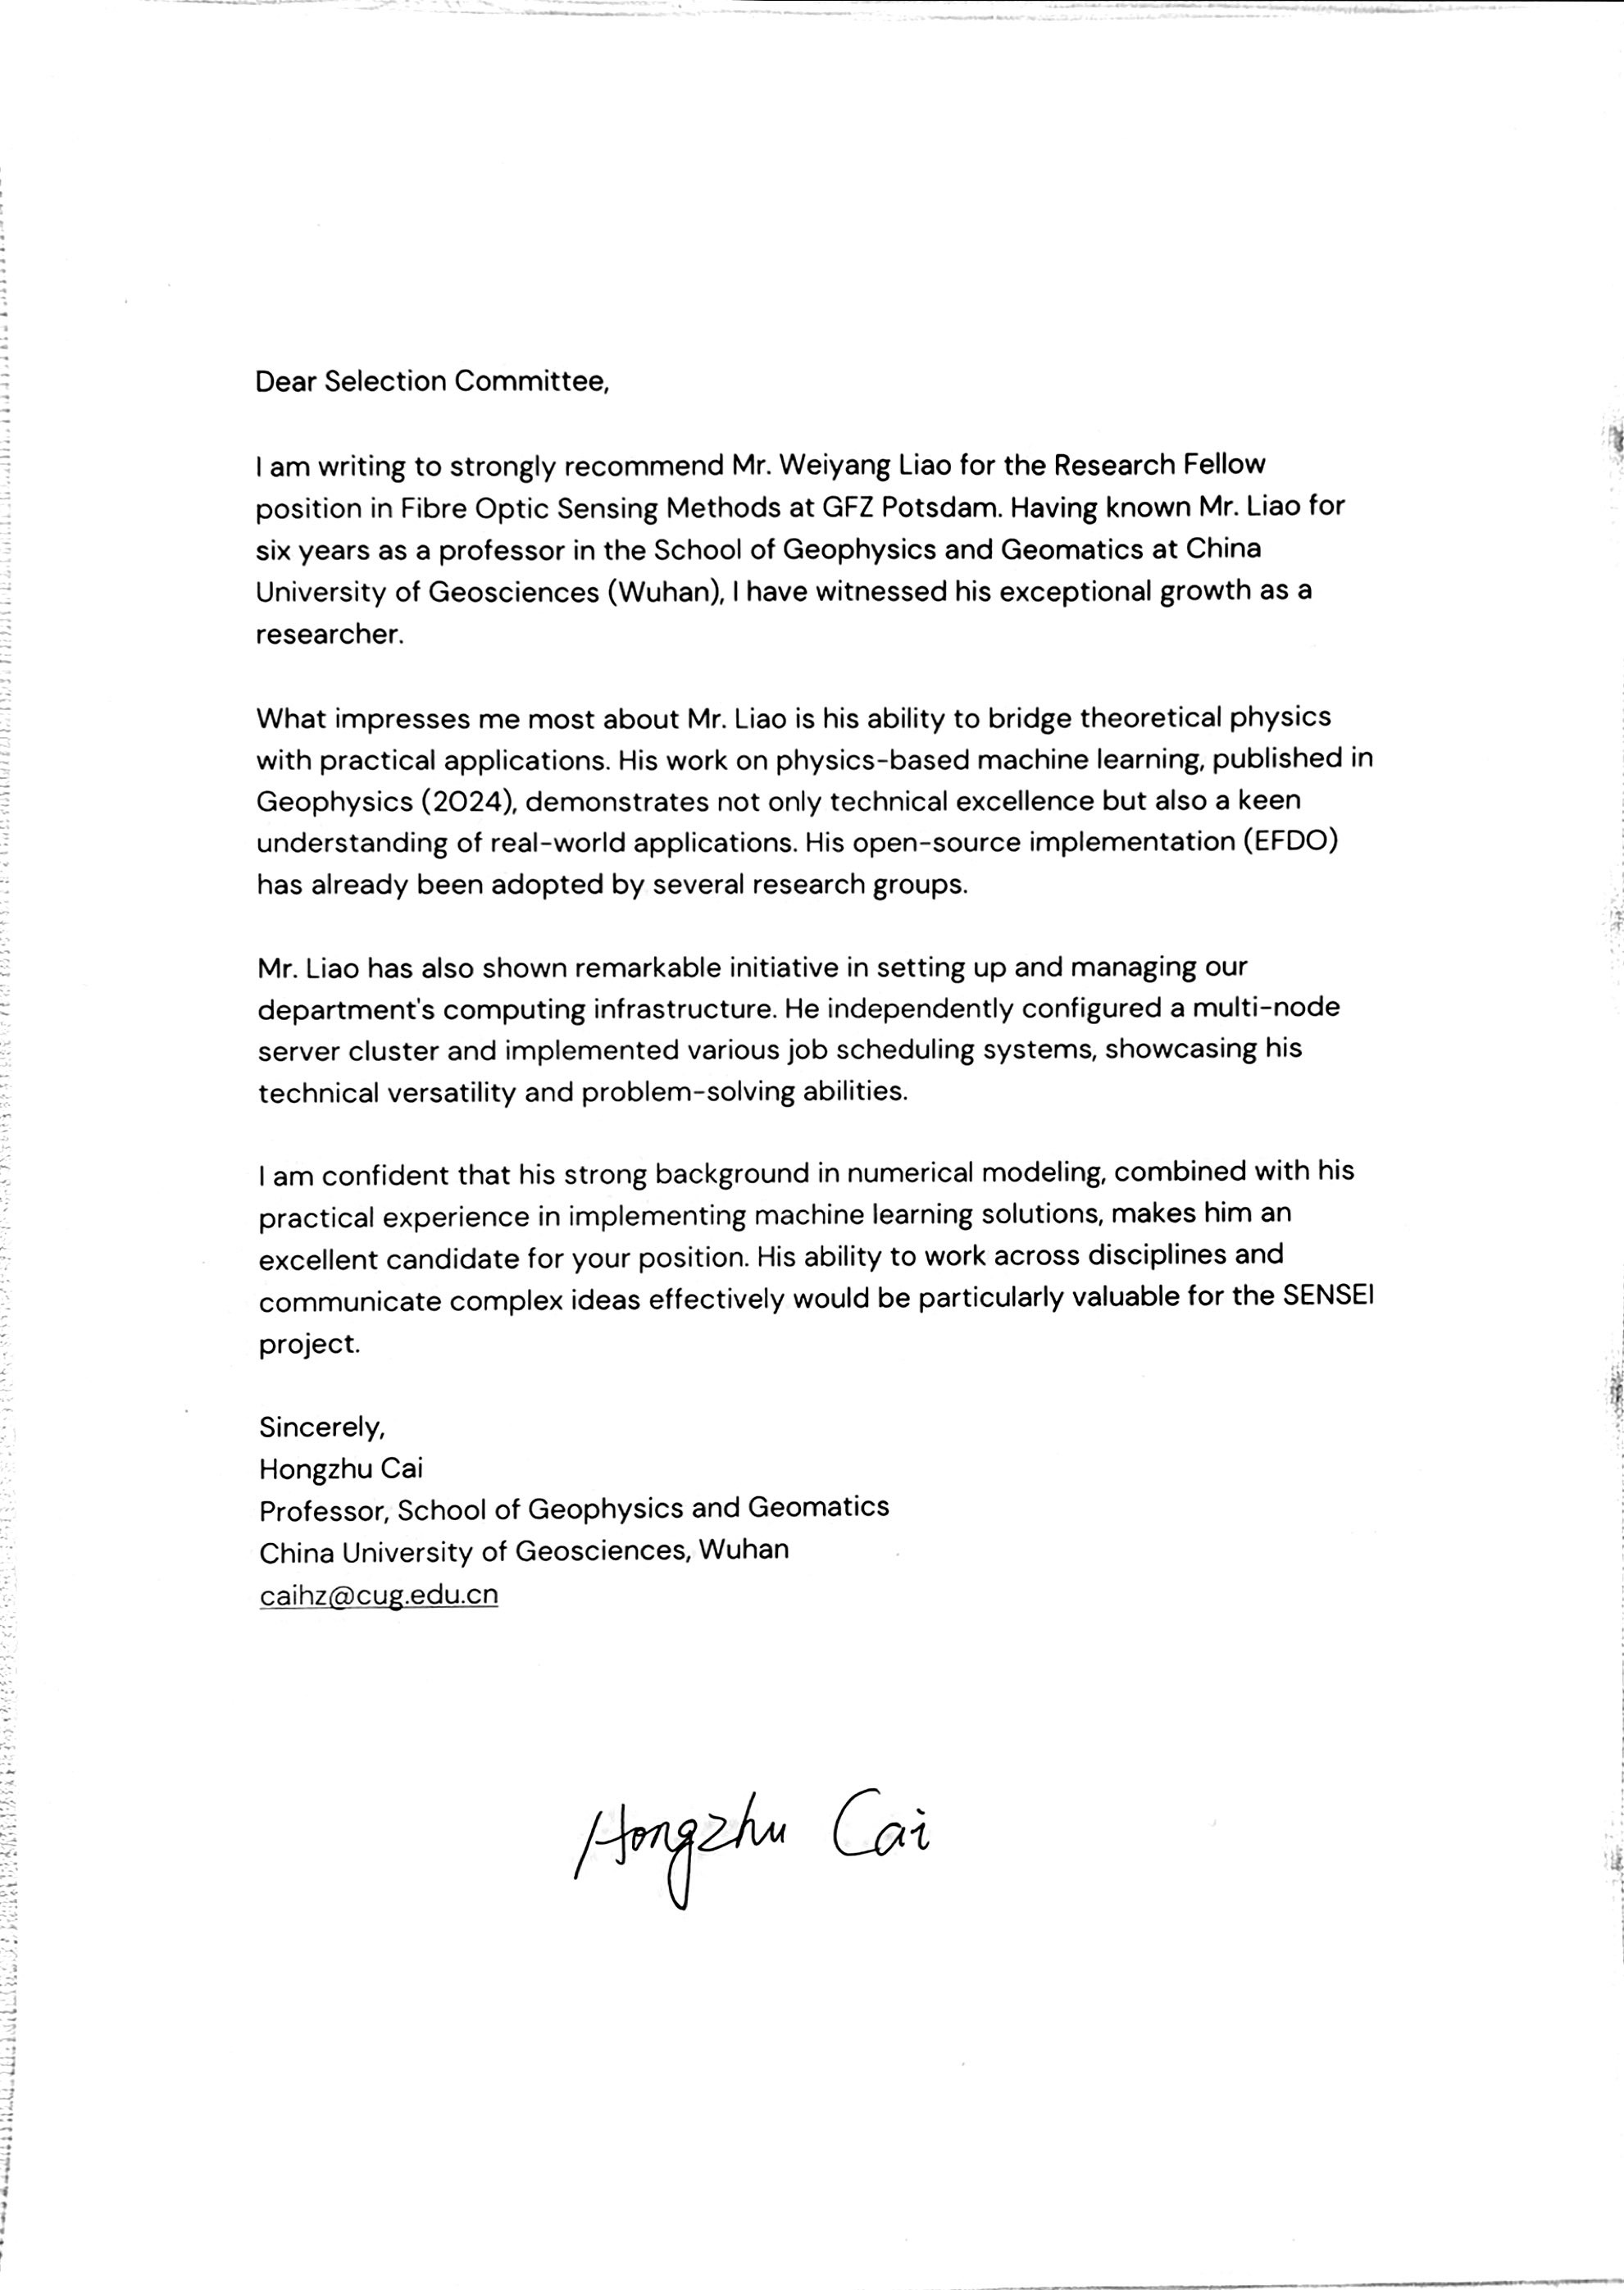 Dear Selection Committee,
I am writing to strongly recommend Mr. Weiyang Liao for the Research Fellow
position in Fibre Optic Sensing Methods at GFZ Potsdam. Having known Mr. Liao for
six years as a professor in the School of Geophysics and Geomatics at China
University of Geosciences (Wuhan), I have witnessed his exceptional growth as a
researcher.
What impresses me most about Mr. Liao is his ability to bridge theoretical physics
with practical applications. His work on physics-based machine learning, published in
Geophysics (2024), demonstrates not only technical excellence but also a keen
understanding of real-world applications. His open-source implementation (EFDO)
has already been adopted by several research groups.
Mr. Liao has also shown remarkable initiative in setting up and managing our
department's computing infrastructure. He independently configured a multi-node
server cluster and implemented various job scheduling systems, showcasing his
technical versatility and problem-solving abilities.
I am confident that his strong background in numerical modeling, combined with his
practical experience in implementing machine learning solutions, makes him an
excellent candidate for your position. His ability to work across disciplines and
communicate complex ideas effectively would be particularly valuable for the SENSEI
project.
Sincerely,
Hongzhu Cai
Professor, School of Geophysics and Geomatics
China University of Geosciences, Wuhan
caihz@cug.edu.cn
Hongzhu Cai